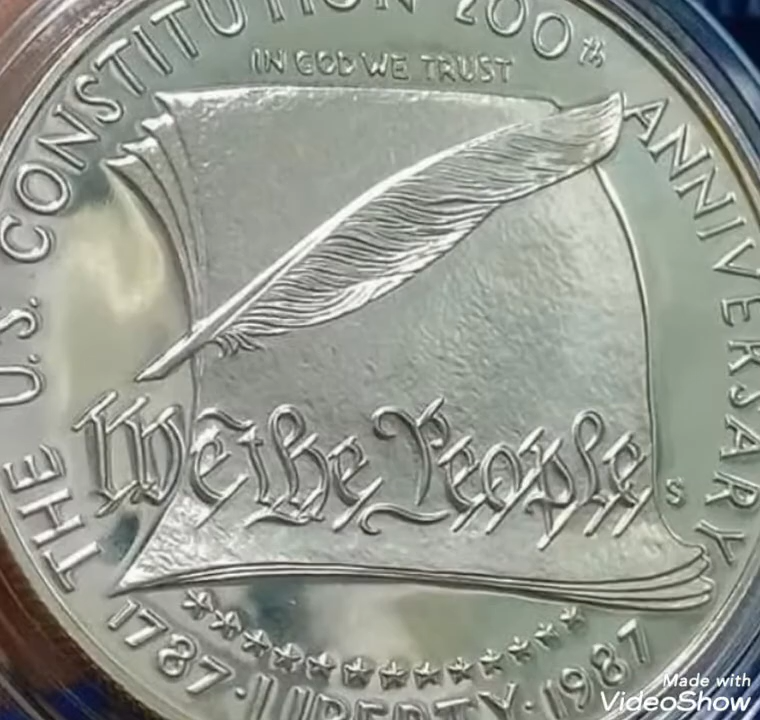 THE U.S. CONSTITUTION 200th ANNIVERSARY
IN GOD WE TRUST
We the People
S
1787 · LIBERTY · 1987
Made with
VideoShow